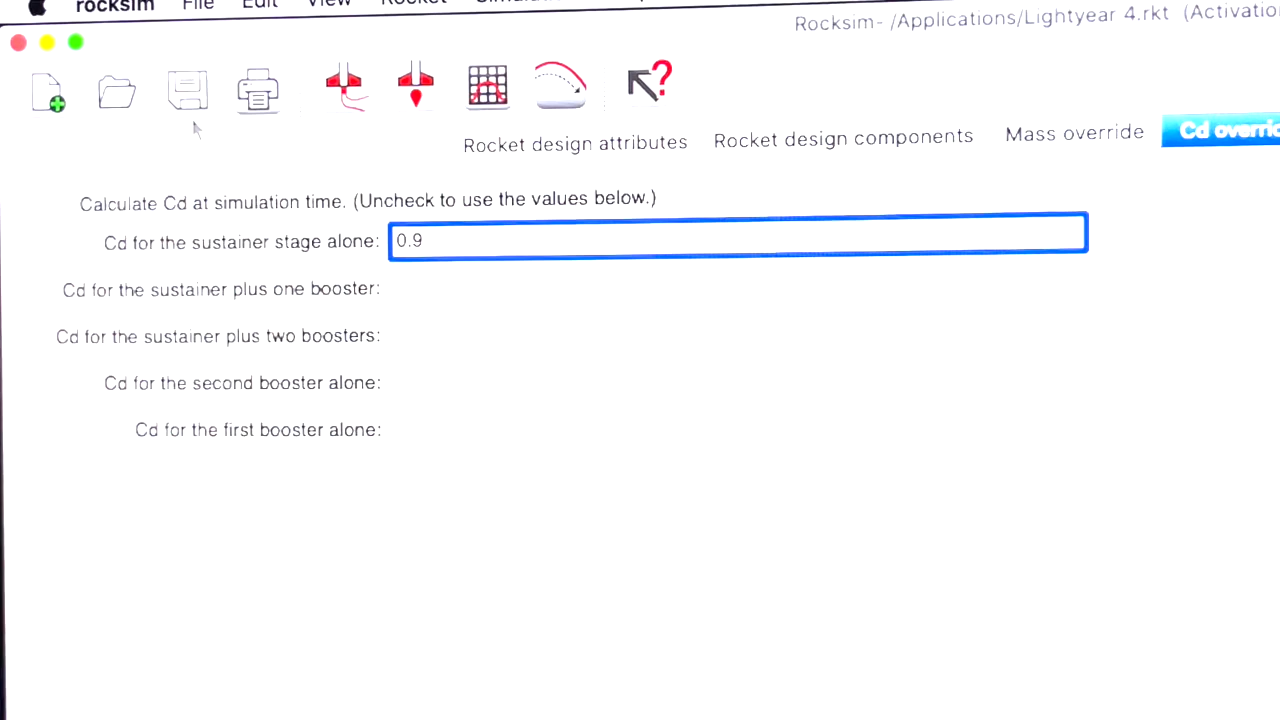 rocksim File Edit View Rocket
Rocksim- /Applications/Lightyear 4.rkt (Activatio
Rocket design attributes Rocket design components Mass override Cd overri
Calculate Cd at simulation time. (Uncheck to use the values below.)
Cd for the sustainer stage alone: 0.9
Cd for the sustainer plus one booster:
Cd for the sustainer plus two boosters:
Cd for the second booster alone:
Cd for the first booster alone: